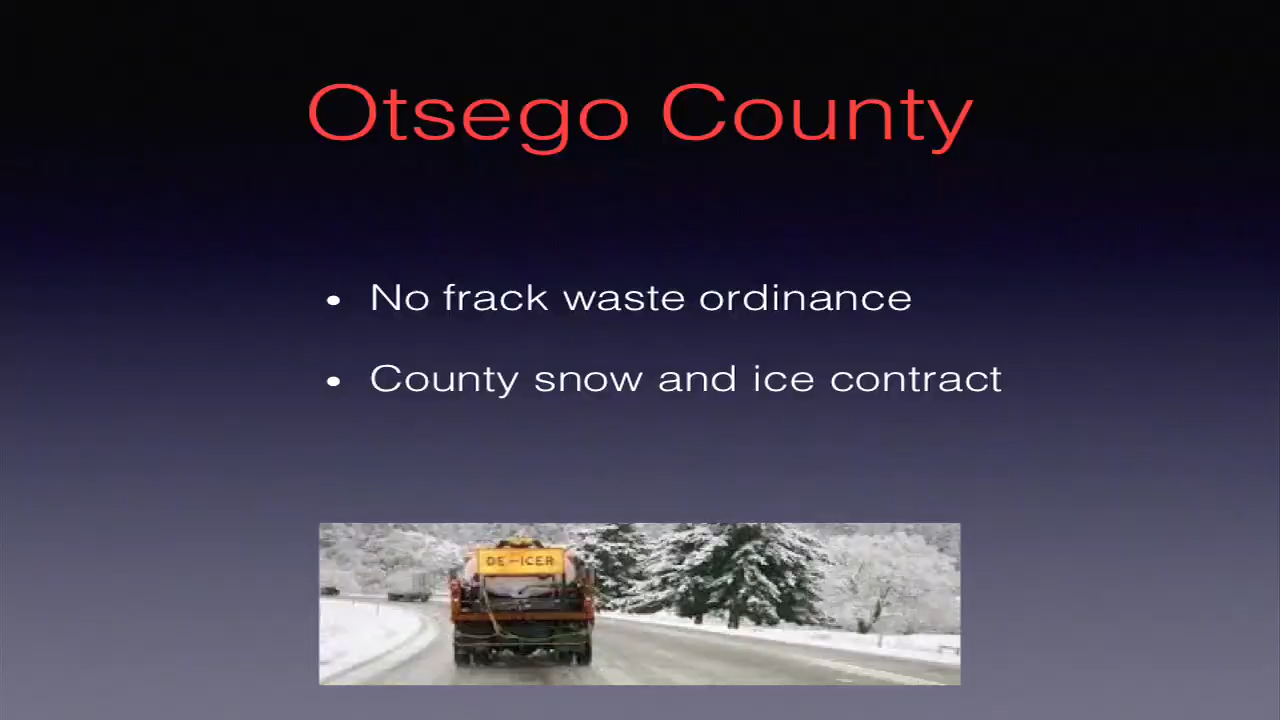 Otsego County
• No frack waste ordinance
• County snow and ice contract
DE-ICER